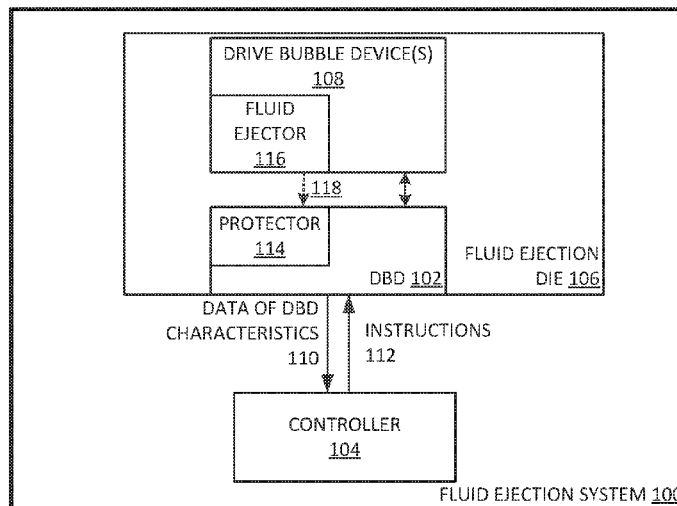 DRIVE BUBBLE DEVICE(S)
108
FLUID
EJECTOR
116
118
PROTECTOR
114
DBD 102
FLUID EJECTION
DIE 106
DATA OF DBD
CHARACTERISTICS
110
INSTRUCTIONS
112
CONTROLLER
104
FLUID EJECTION SYSTEM 100